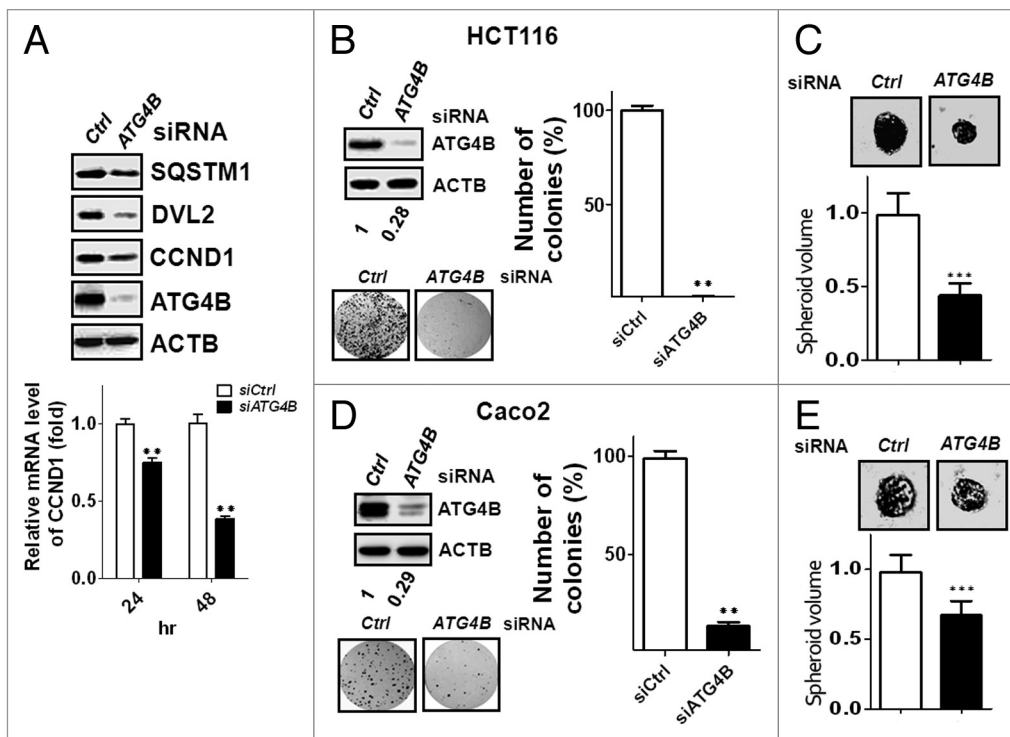 A
Ctrl
ATG4B
siRNA
SQSTM1
DVL2
CCND1
ATG4B
ACTB
Relative mRNA level
of CCND1 (fold)
1.0
0.5
0.0
siCtrl
siATG4B
**
**
24
48
hr
B
HCT116
Ctrl
ATG4B
siRNA
ATG4B
ACTB
1
0.28
Ctrl
ATG4B
siRNA
Number of
colonies (%)
100
50
**
siCtrl
siATG4B
C
siRNA
Ctrl
ATG4B
Spheroid volume
1.0
0.5
0.0
***
D
Caco2
Ctrl
ATG4B
siRNA
ATG4B
ACTB
1
0.29
Ctrl
ATG4B
siRNA
Number of
colonies (%)
100
50
**
siCtrl
siATG4B
E
siRNA
Ctrl
ATG4B
Spheroid volume
1.0
0.5
0.0
***